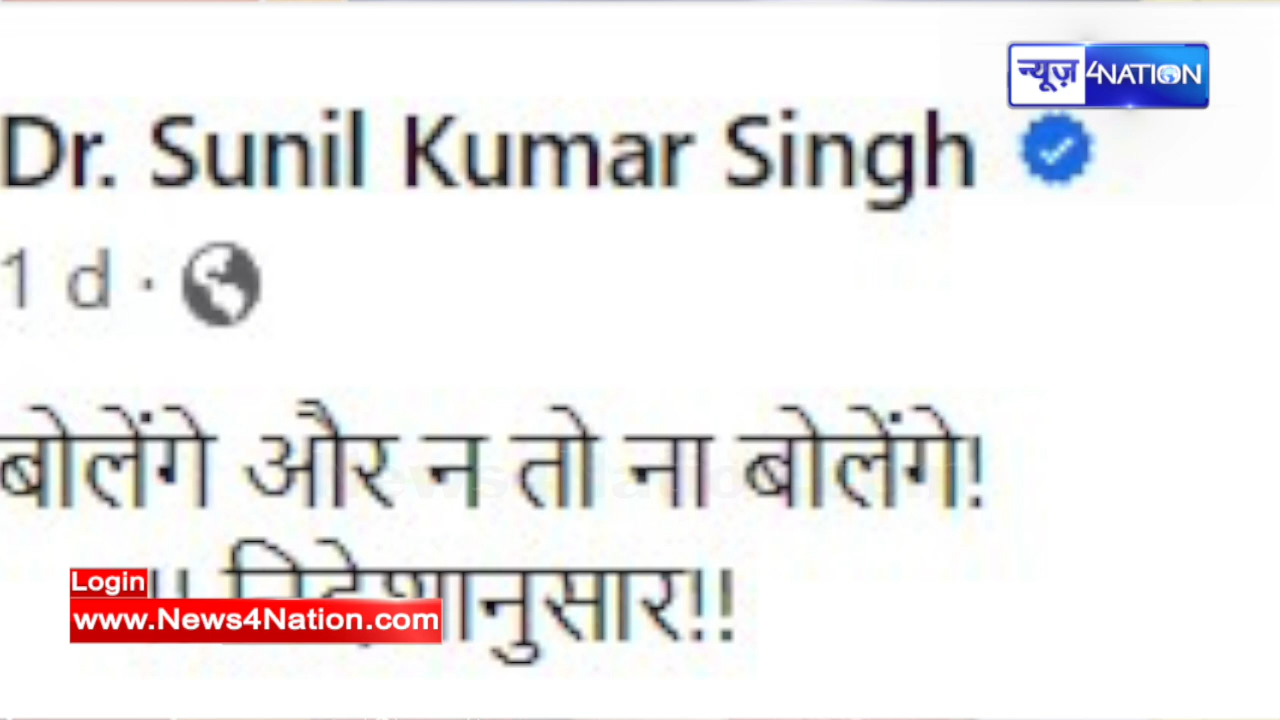 न्यूज़ 4NATION
Dr. Sunil Kumar Singh
1 d ·
बोलेंगे और न तो ना बोलेंगे!
!! निदेशानुसार!!
Login
www.News4Nation.com